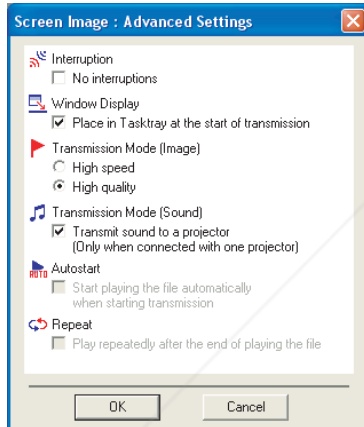 Screen Image : Advanced Settings
Interruption
No interruptions
Window Display
Place in Tasktray at the start of transmission
Transmission Mode (Image)
High speed
High quality
Transmission Mode (Sound)
Transmit sound to a projector
(Only when connected with one projector)
AUTO Autostart
Start playing the file automatically
when starting transmission
Repeat
Play repeatedly after the end of playing the file
OK Cancel